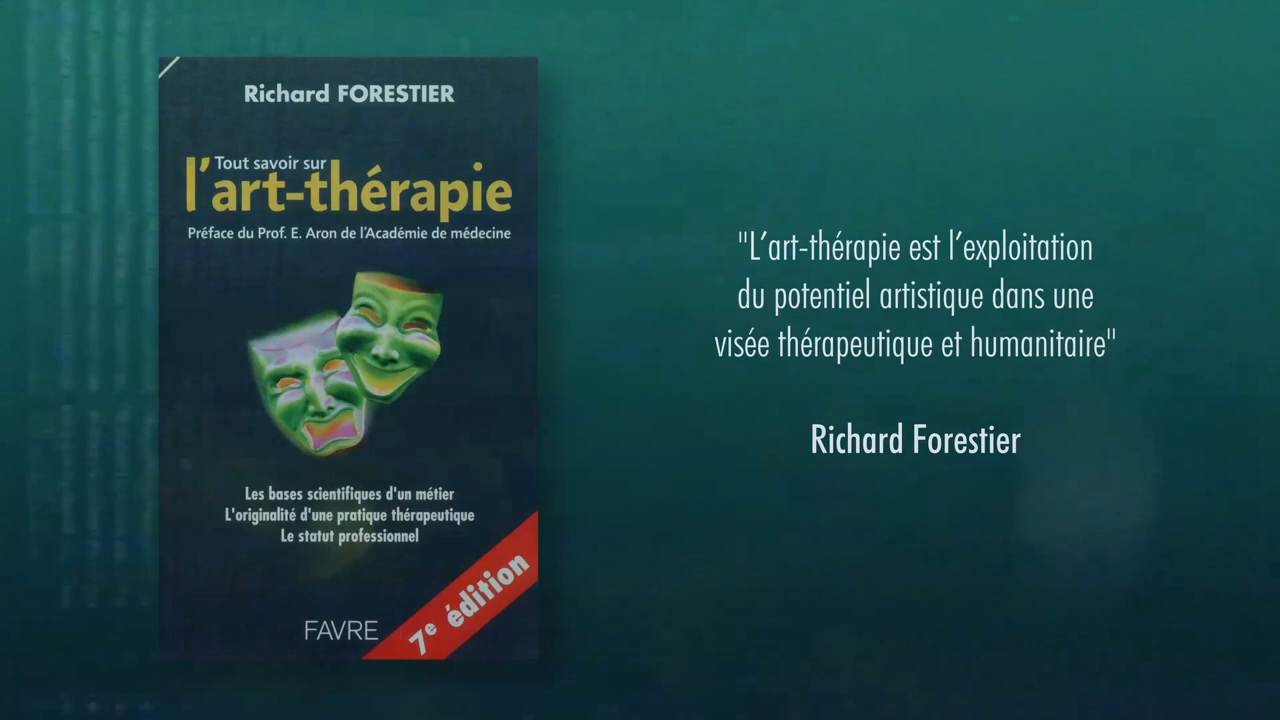 Richard FORESTIER
Tout savoir sur
l'art-thérapie
Préface du Prof. E. Aron de l'Académie de médecine
Les bases scientifiques d'un métier
L'originalité d'une pratique thérapeutique
Le statut professionnel
FAVRE
7e édition
"L'art-thérapie est l'exploitation
du potentiel artistique dans une
visée thérapeutique et humanitaire"
Richard Forestier